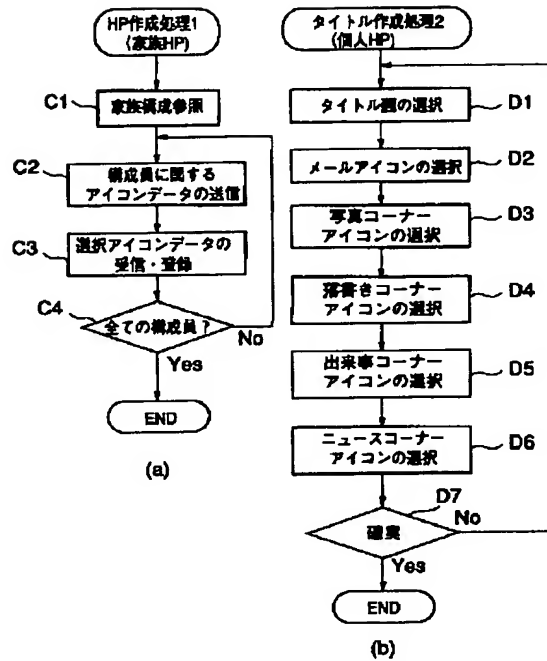 HP作成処理1
(家族HP)
C1
家族構成参照
C2
構成員に関する
アイコンデータの送信
C3
選択アイコンデータの
受信・登録
C4
全ての構成員?
No
Yes
END
(a)
タイトル作成処理2
(個人HP)
タイトル画の選択
D1
メールアイコンの選択
D2
写真コーナー
アイコンの選択
D3
落書きコーナー
アイコンの選択
D4
出来事コーナー
アイコンの選択
D5
ニュースコーナー
アイコンの選択
D6
D7
確実
No
Yes
END
(b)